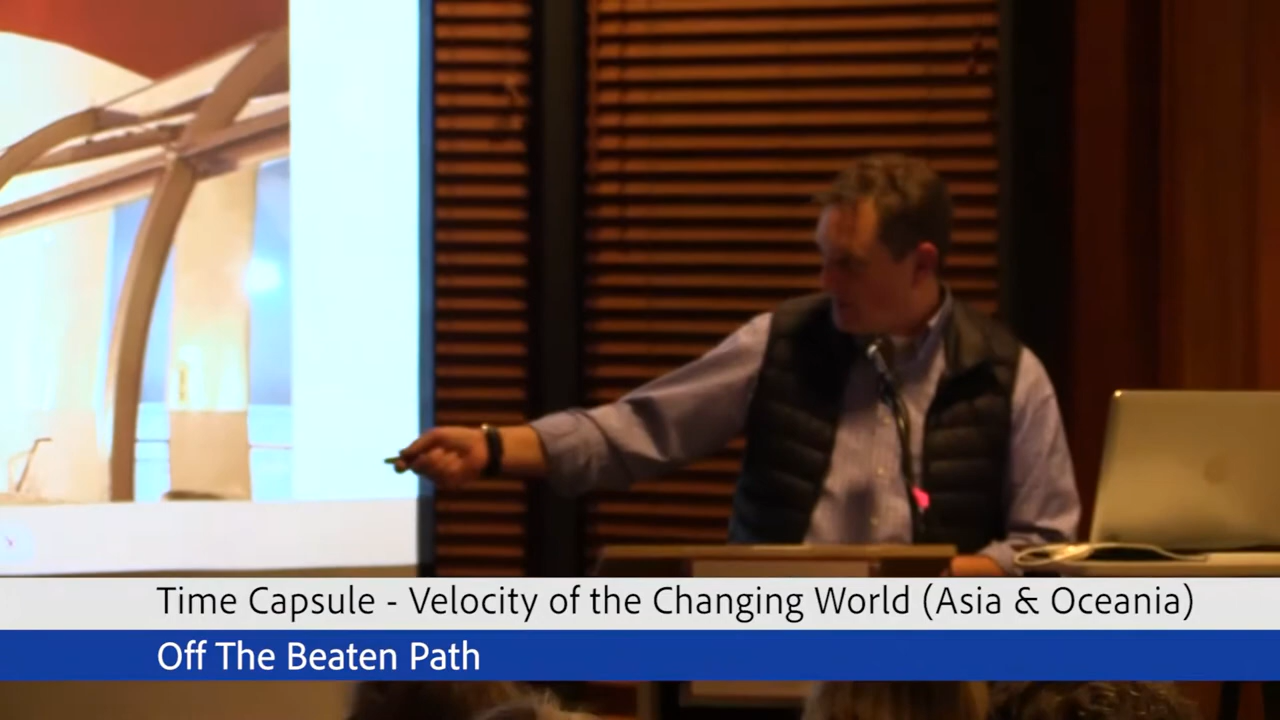 Time Capsule - Velocity of the Changing World (Asia & Oceania)
Off The Beaten Path